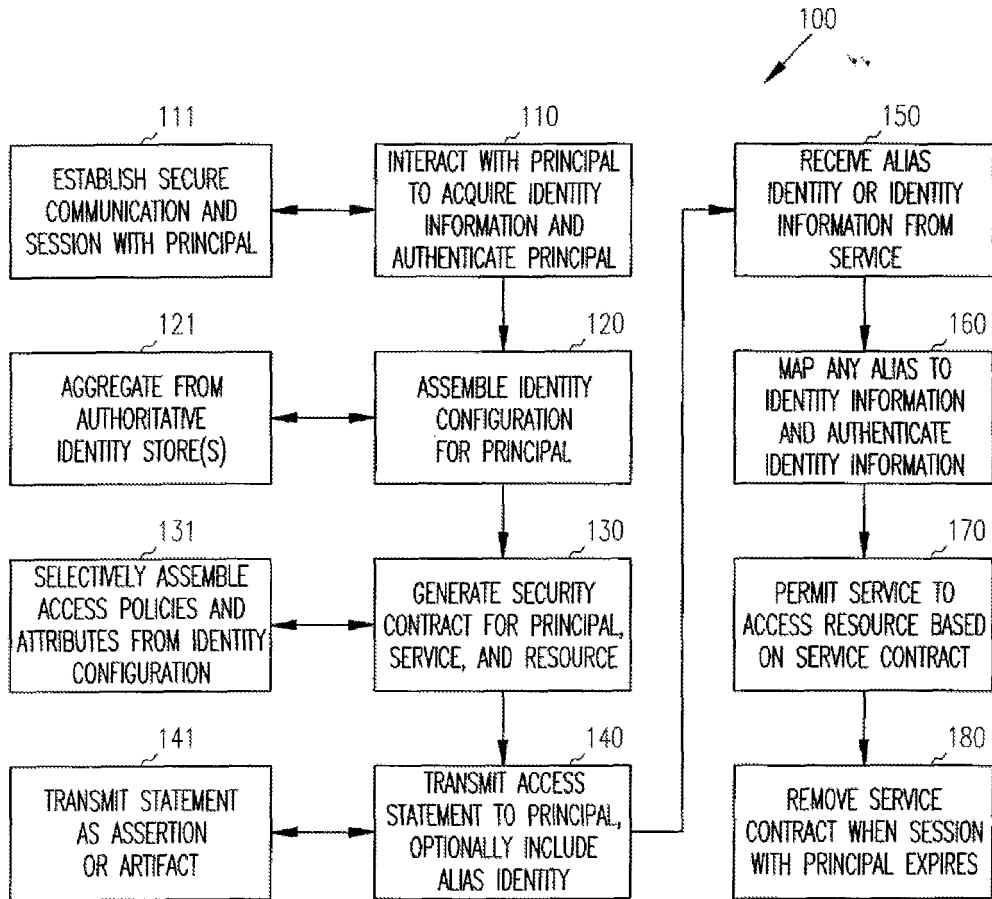 100
111
ESTABLISH SECURE
COMMUNICATION AND
SESSION WITH PRINCIPAL
110
INTERACT WITH PRINCIPAL
TO ACQUIRE IDENTITY
INFORMATION AND
AUTHENTICATE PRINCIPAL
121
AGGREGATE FROM
AUTHORITATIVE
IDENTITY STORE(S)
120
ASSEMBLE IDENTITY
CONFIGURATION
FOR PRINCIPAL
131
SELECTIVELY ASSEMBLE
ACCESS POLICIES AND
ATTRIBUTES FROM IDENTITY
CONFIGURATION
130
GENERATE SECURITY
CONTRACT FOR PRINCIPAL,
SERVICE, AND RESOURCE
141
TRANSMIT STATEMENT
AS ASSERTION
OR ARTIFACT
140
TRANSMIT ACCESS
STATEMENT TO PRINCIPAL,
OPTIONALLY INCLUDE
ALIAS IDENTITY
150
RECEIVE ALIAS
IDENTITY OR IDENTITY
INFORMATION FROM
SERVICE
160
MAP ANY ALIAS TO
IDENTITY INFORMATION
AND AUTHENTICATE
IDENTITY INFORMATION
170
PERMIT SERVICE TO
ACCESS RESOURCE BASED
ON SERVICE CONTRACT
180
REMOVE SERVICE
CONTRACT WHEN SESSION
WITH PRINCIPAL EXPIRES